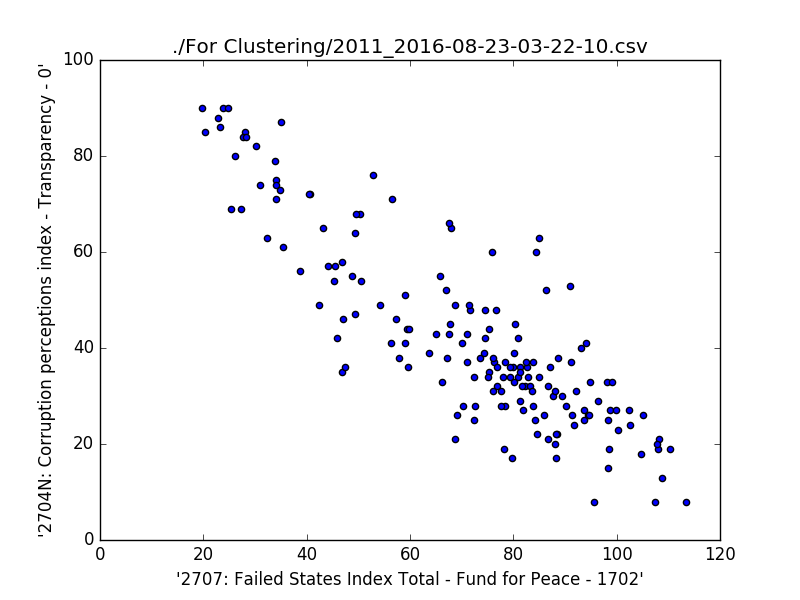 ./For Clustering/2011_2016-08-23-03-22-10.csv
100
80
60
40
20
0
'2704N: Corruption perceptions index - Transparency - 0'
0 20 40 60 80 100 120
'2707: Failed States Index Total - Fund for Peace - 1702'